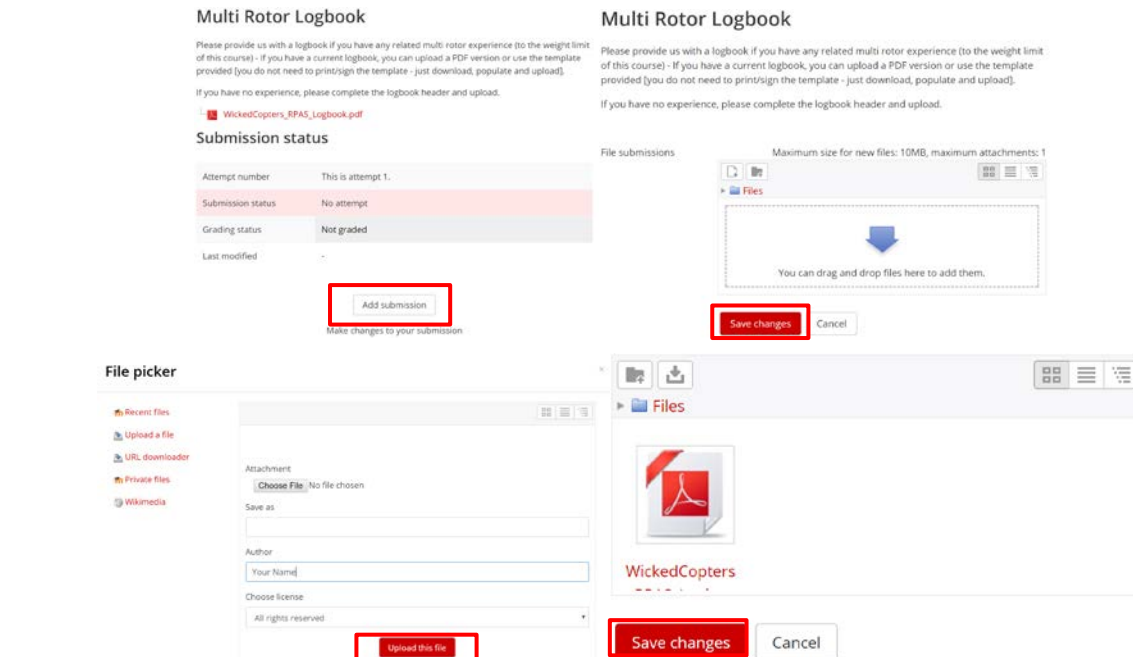 Multi Rotor Logbook
Please provide us with a logbook if you have any related multi rotor experience (to the weight limit
of this course) - If you have a current logbook, you can upload a PDF version or use the template
provided [you do not need to print/sign the template - just download, populate and upload].
If you have no experience, please complete the logbook header and upload.
WickedCopters_RPAS_Logbook.pdf
Submission status
Attempt number This is attempt 1.
Submission status No attempt
Grading status Not graded
Last modified -
Add submission
Make changes to your submission
Multi Rotor Logbook
Please provide us with a logbook if you have any related multi rotor experience (to the weight limit
of this course) - If you have a current logbook, you can upload a PDF version or use the template
provided [you do not need to print/sign the template - just download, populate and upload].
If you have no experience, please complete the logbook header and upload.
File submissions Maximum size for new files: 10MB, maximum attachments: 1
Files
You can drag and drop files here to add them.
Save changes Cancel
File picker ×
Recent files
Upload a file
URL downloader
Private files
Wikimedia
Attachment
Choose File No file chosen
Save as
Author
Your Name
Choose license
All rights reserved
Upload this file
Files
WickedCopters
Save changes Cancel